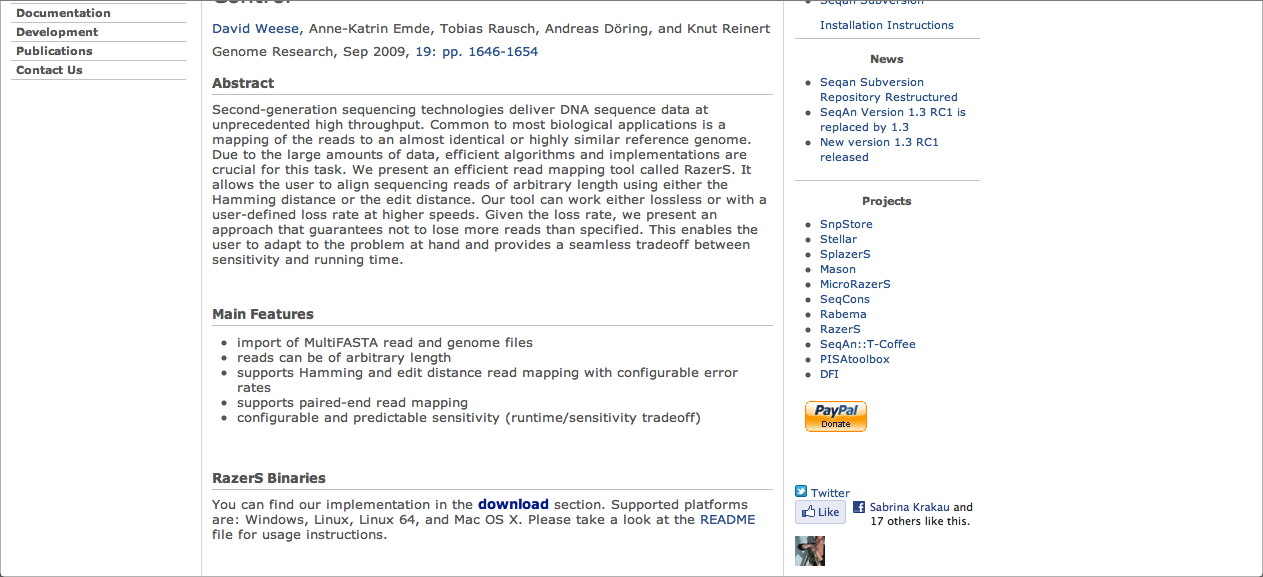 Documentation
Development
Publications
Contact Us
Control
David Weese, Anne-Katrin Emde, Tobias Rausch, Andreas Döring, and Knut Reinert
Genome Research, Sep 2009, 19: pp. 1646-1654
Abstract
Second-generation sequencing technologies deliver DNA sequence data at
unprecedented high throughput. Common to most biological applications is a
mapping of the reads to an almost identical or highly similar reference genome.
Due to the large amounts of data, efficient algorithms and implementations are
crucial for this task. We present an efficient read mapping tool called RazerS. It
allows the user to align sequencing reads of arbitrary length using either the
Hamming distance or the edit distance. Our tool can work either lossless or with a
user-defined loss rate at higher speeds. Given the loss rate, we present an
approach that guarantees not to lose more reads than specified. This enables the
user to adapt to the problem at hand and provides a seamless tradeoff between
sensitivity and running time.
Main Features
import of MultiFASTA read and genome files
reads can be of arbitrary length
supports Hamming and edit distance read mapping with configurable error
rates
supports paired-end read mapping
configurable and predictable sensitivity (runtime/sensitivity tradeoff)
RazerS Binaries
You can find our implementation in the download section. Supported platforms
are: Windows, Linux, Linux 64, and Mac OS X. Please take a look at the README
file for usage instructions.
Seqan Subversion
Installation Instructions
News
Seqan Subversion
Repository Restructured
SeqAn Version 1.3 RC1 is
replaced by 1.3
New version 1.3 RC1
released
Projects
SnpStore
Stellar
SplazerS
Mason
MicroRazerS
SeqCons
Rabema
RazerS
SeqAn::T-Coffee
PISAtoolbox
DFI
PayPal
Donate
Twitter
Like
Sabrina Krakau and
17 others like this.